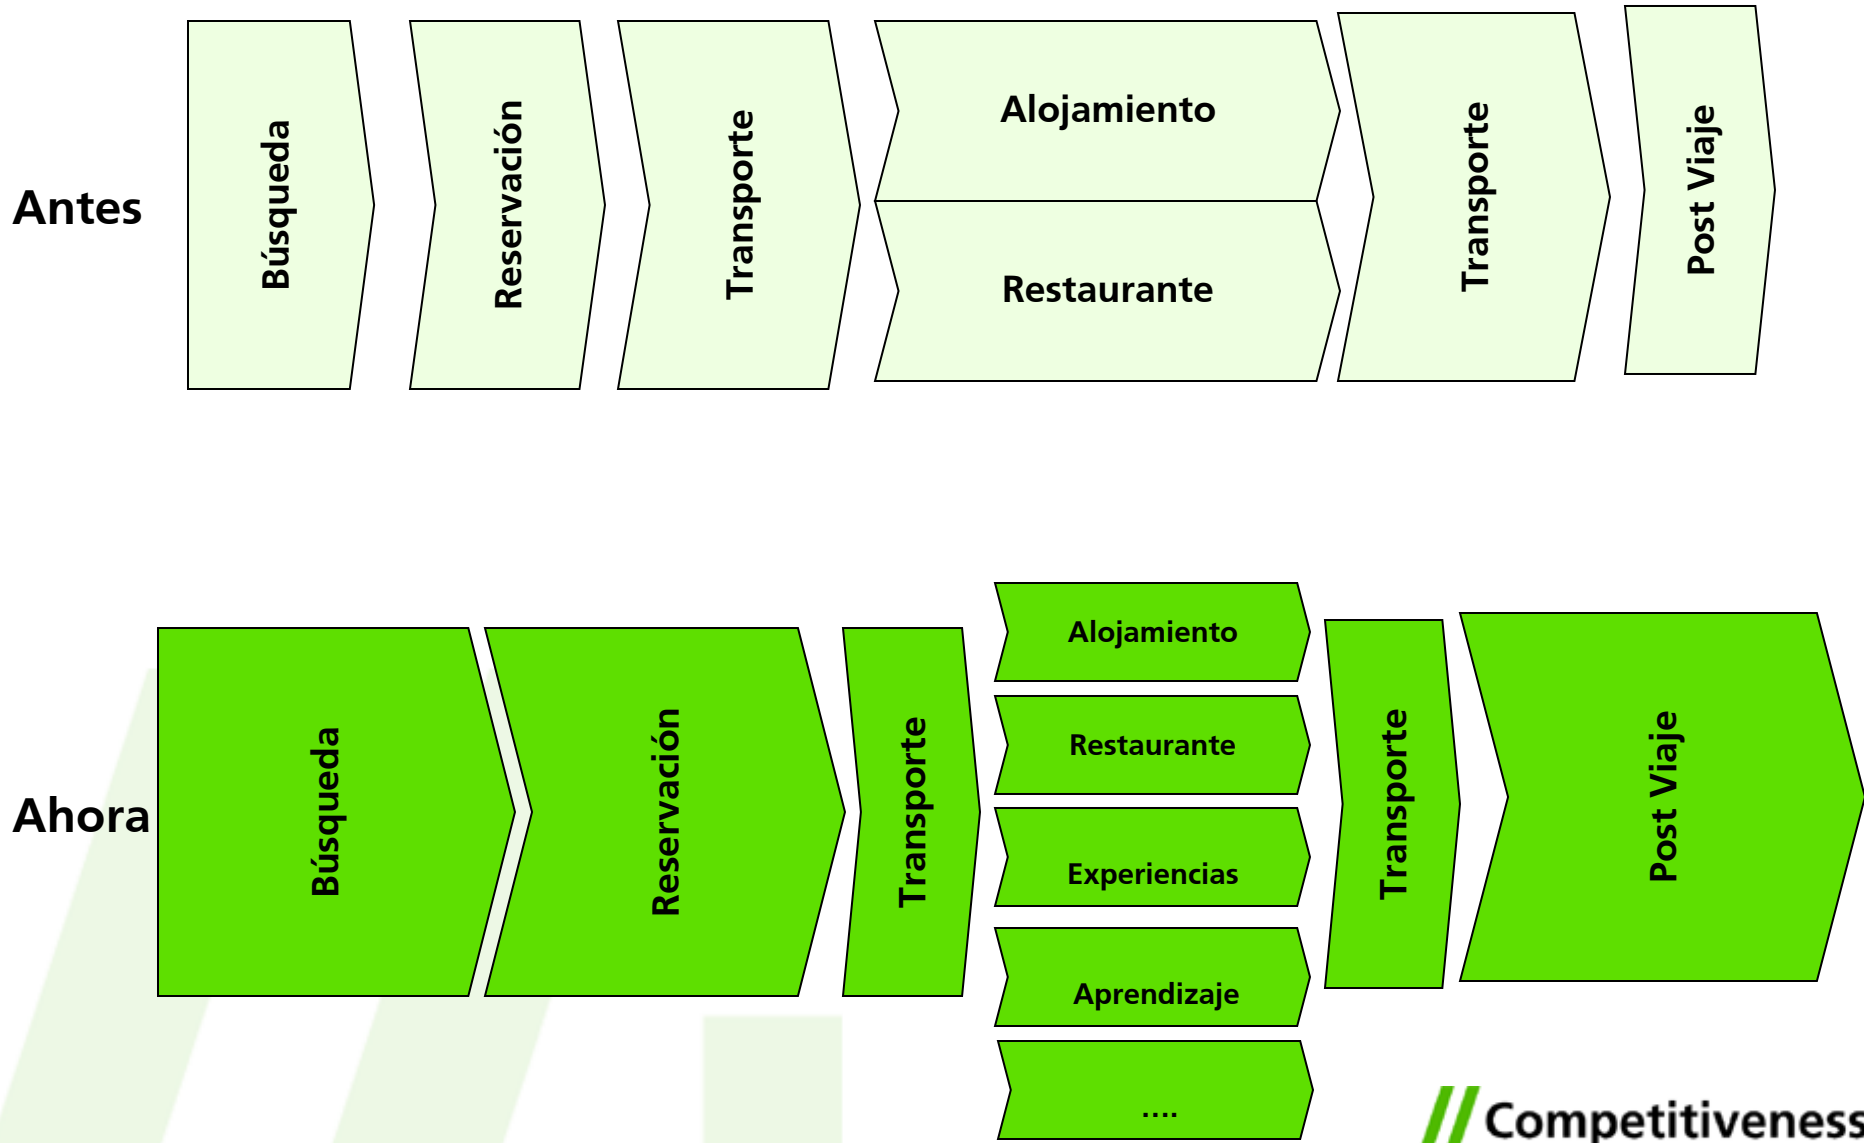 Antes
Búsqueda
Reservación
Transporte
Alojamiento
Restaurante
Transporte
Post Viaje
Ahora
Búsqueda
Reservación
Transporte
Alojamiento
Restaurante
Experiencias
Aprendizaje
....
Transporte
Post Viaje
Competitiveness